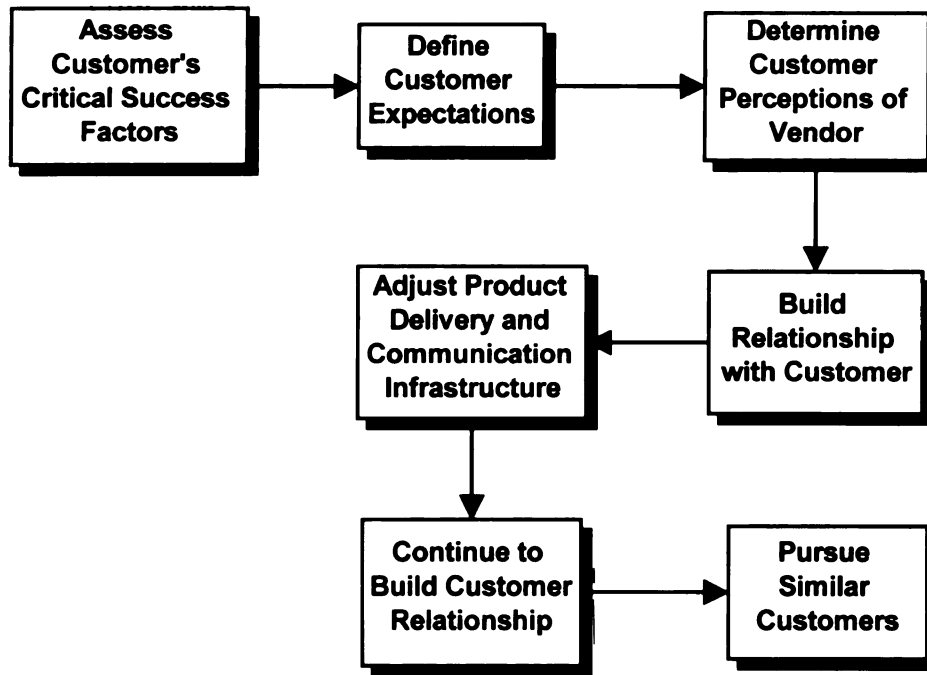 Assess
Customer's
Critical Success
Factors
Define
Customer
Expectations
Determine
Customer
Perceptions of
Vendor
Build
Relationship
with Customer
Adjust Product
Delivery and
Communication
Infrastructure
Continue to
Build Customer
Relationship
Pursue
Similar
Customers